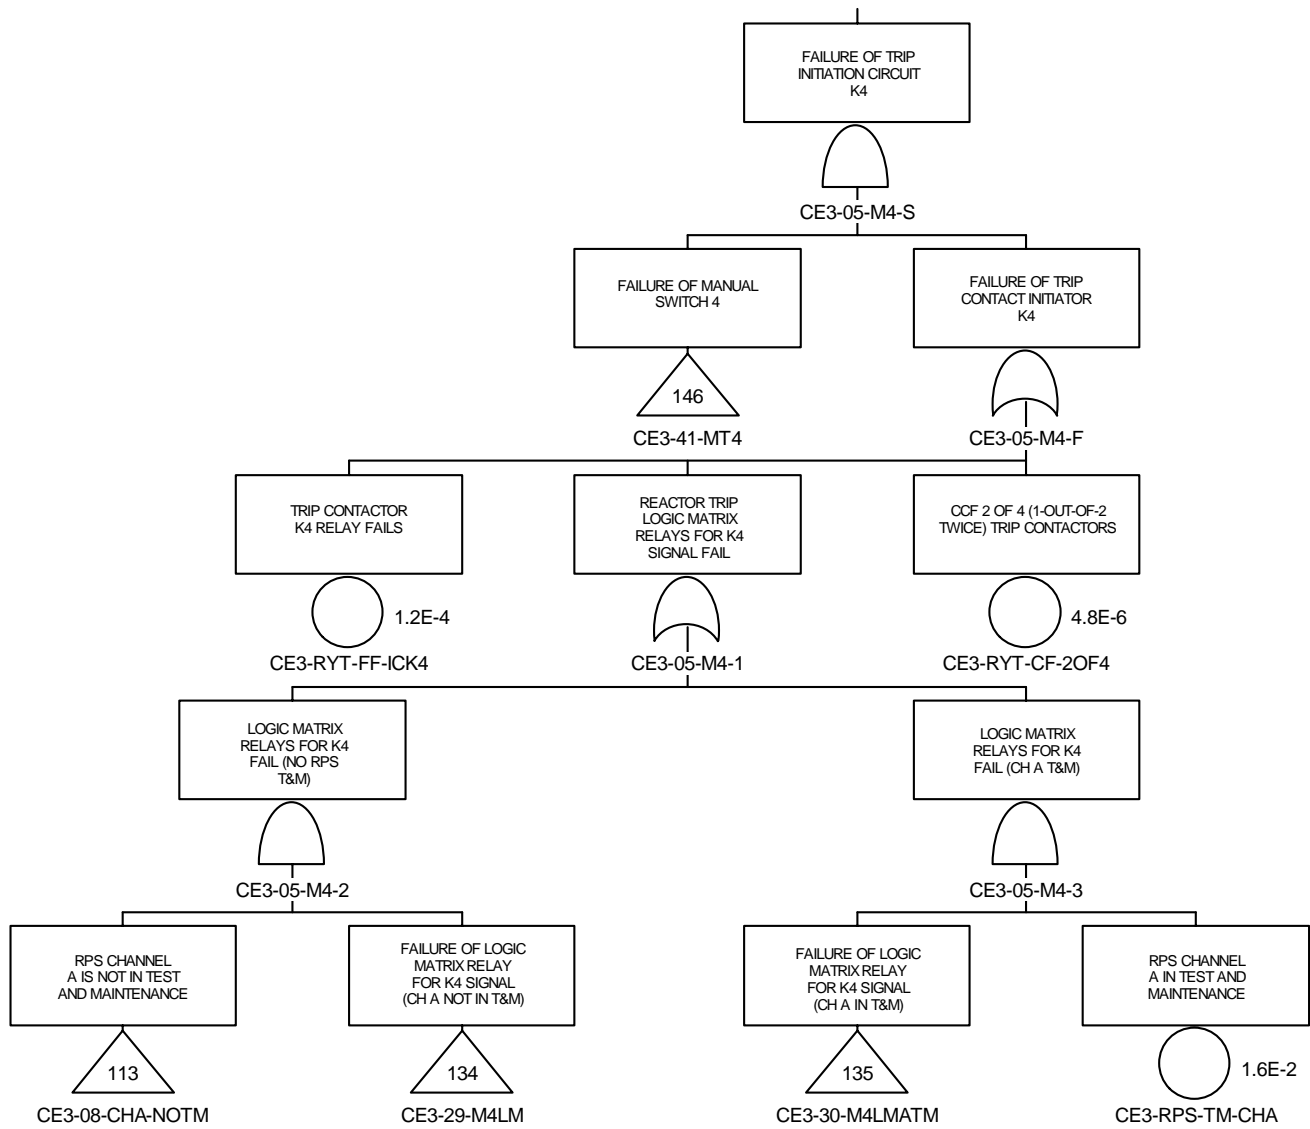 FAILURE OF TRIP
INITIATION CIRCUIT
K4
CE3-05-M4-S
FAILURE OF MANUAL
SWITCH 4
146
CE3-41-MT4
FAILURE OF TRIP
CONTACT INITIATOR
K4
CE3-05-M4-F
TRIP CONTACTOR
K4 RELAY FAILS
1.2E-4
CE3-RYT-FF-ICK4
REACTOR TRIP
LOGIC MATRIX
RELAYS FOR K4
SIGNAL FAIL
CE3-05-M4-1
CCF 2 OF 4 (1-OUT-OF-2
TWICE) TRIP CONTACTORS
4.8E-6
CE3-RYT-CF-2OF4
LOGIC MATRIX
RELAYS FOR K4
FAIL (NO RPS
T&M)
CE3-05-M4-2
LOGIC MATRIX
RELAYS FOR K4
FAIL (CH A T&M)
CE3-05-M4-3
RPS CHANNEL
A IS NOT IN TEST
AND MAINTENANCE
113
CE3-08-CHA-NOTM
FAILURE OF LOGIC
MATRIX RELAY
FOR K4 SIGNAL
(CH A NOT IN T&M)
134
CE3-29-M4LM
FAILURE OF LOGIC
MATRIX RELAY
FOR K4 SIGNAL
(CH A IN T&M)
135
CE3-30-M4LMATM
RPS CHANNEL
A IN TEST AND
MAINTENANCE
1.6E-2
CE3-RPS-TM-CHA